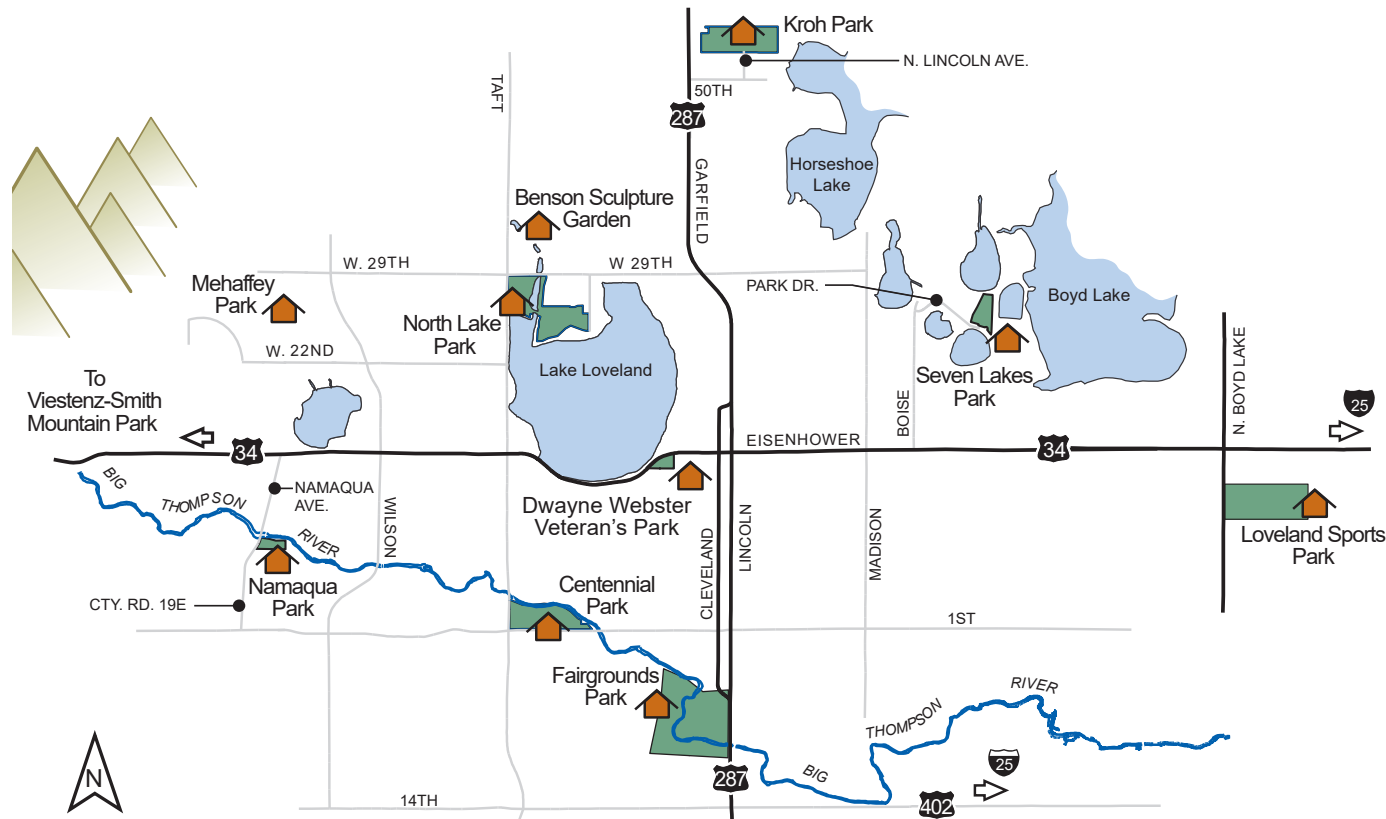 Kroh Park
N. LINCOLN AVE.
50TH
TAFT
287
GARFIELD
Horseshoe
Lake
Benson Sculpture
Garden
W. 29TH
W 29TH
Mehaffey
Park
PARK DR.
Boyd Lake
North Lake
Park
W. 22ND
Lake Loveland
Seven Lakes
Park
N. BOYD LAKE
To
Viestenz-Smith
Mountain Park
BOISE
25
34
EISENHOWER
34
BIG
THOMPSON
RIVER
NAMAQUA
AVE.
WILSON
Dwayne Webster
Veteran's Park
CLEVELAND
LINCOLN
MADISON
Loveland Sports
Park
Namaqua
Park
CTY. RD. 19E
Centennial
Park
1ST
Fairgrounds
Park
RIVER
THOMPSON
BIG
25
N
287
14TH
402